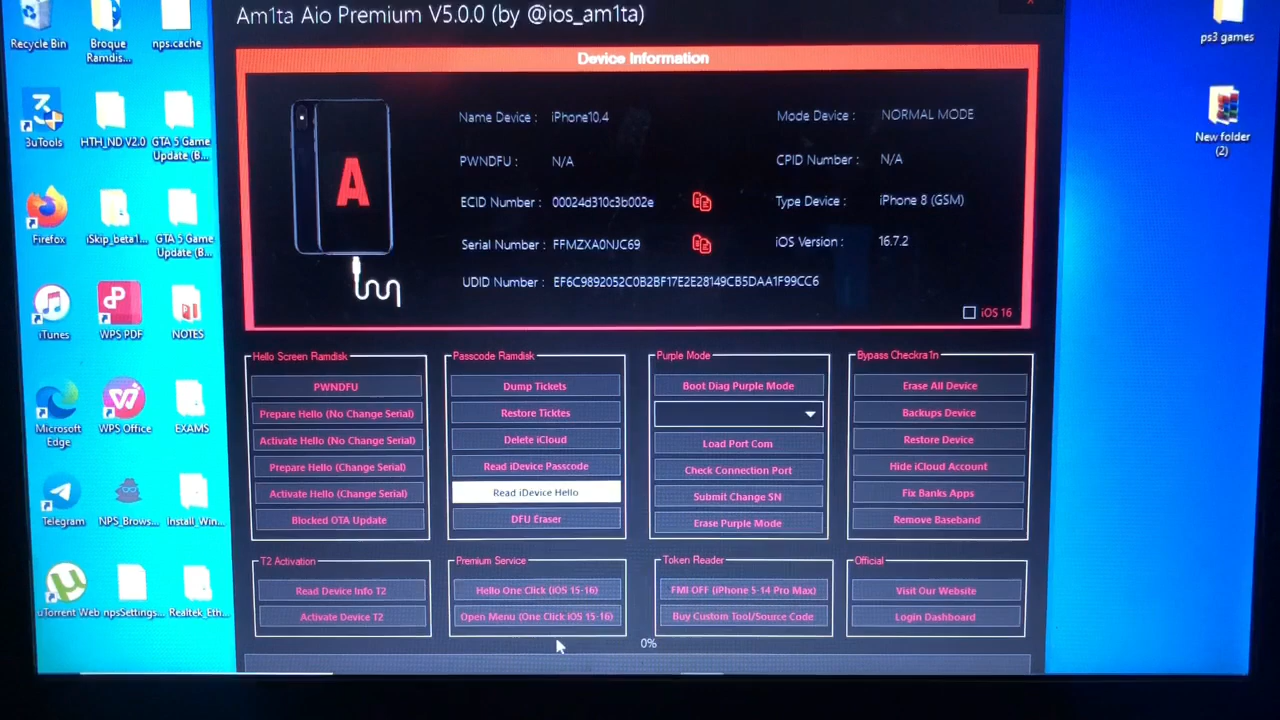 Am1ta Aio Premium V5.0.0 (by @ios_am1ta)
Device Information
Name Device : iPhone10,4
Mode Device : NORMAL MODE
PWNDFU : N/A
CPID Number : N/A
ECID Number : 00024d310c3b002e
Type Device : iPhone 8 (GSM)
Serial Number : FFMZXA0NJC69
iOS Version : 16.7.2
UDID Number : EF6C9892052C0B2BF17E2E28149CB5DAA1F99CC6
iOS 16
A
Hello Screen Ramdisk
PWNDFU
Prepare Hello (No Change Serial)
Activate Hello (No Change Serial)
Prepare Hello (Change Serial)
Activate Hello (Change Serial)
Blocked OTA Update
Passcode Ramdisk
Dump Tickets
Restore Ticktes
Delete iCloud
Read iDevice Passcode
Read iDevice Hello
DFU Eraser
Purple Mode
Boot Diag Purple Mode
Load Port Com
Check Connection Port
Submit Change SN
Erase Purple Mode
Bypass Checkra1n
Erase All Device
Backups Device
Restore Device
Hide iCloud Account
Fix Banks Apps
Remove Baseband
T2 Activation
Read Device Info T2
Activate Device T2
Premium Service
Hello One Click (iOS 15-16)
Open Menu (One Click iOS 15-16)
Token Reader
FMI OFF (iPhone 5-14 Pro Max)
Buy Custom Tool/Source Code
Official
Visit Our Website
Login Dashboard
0%
Recycle Bin
Broque
Ramdis...
nps.cache
3uTools
HTH_ND V2.0
GTA 5 Game
Update (B...
Firefox
iSkip_beta1...
GTA 5 Game
Update (B...
iTunes
WPS PDF
NOTES
Microsoft
Edge
WPS Office
EXAMS
Telegram
NPS_Brows...
Install_Win...
uTorrent Web
npsSettings...
Realtek_Eth...
ps3 games
New folder
(2)